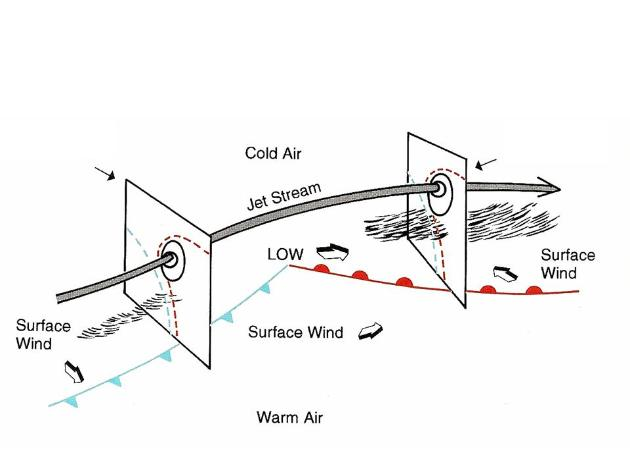 Cold Air
Jet Stream
LOW
Surface
Wind
Surface
Wind
Surface Wind
Warm Air